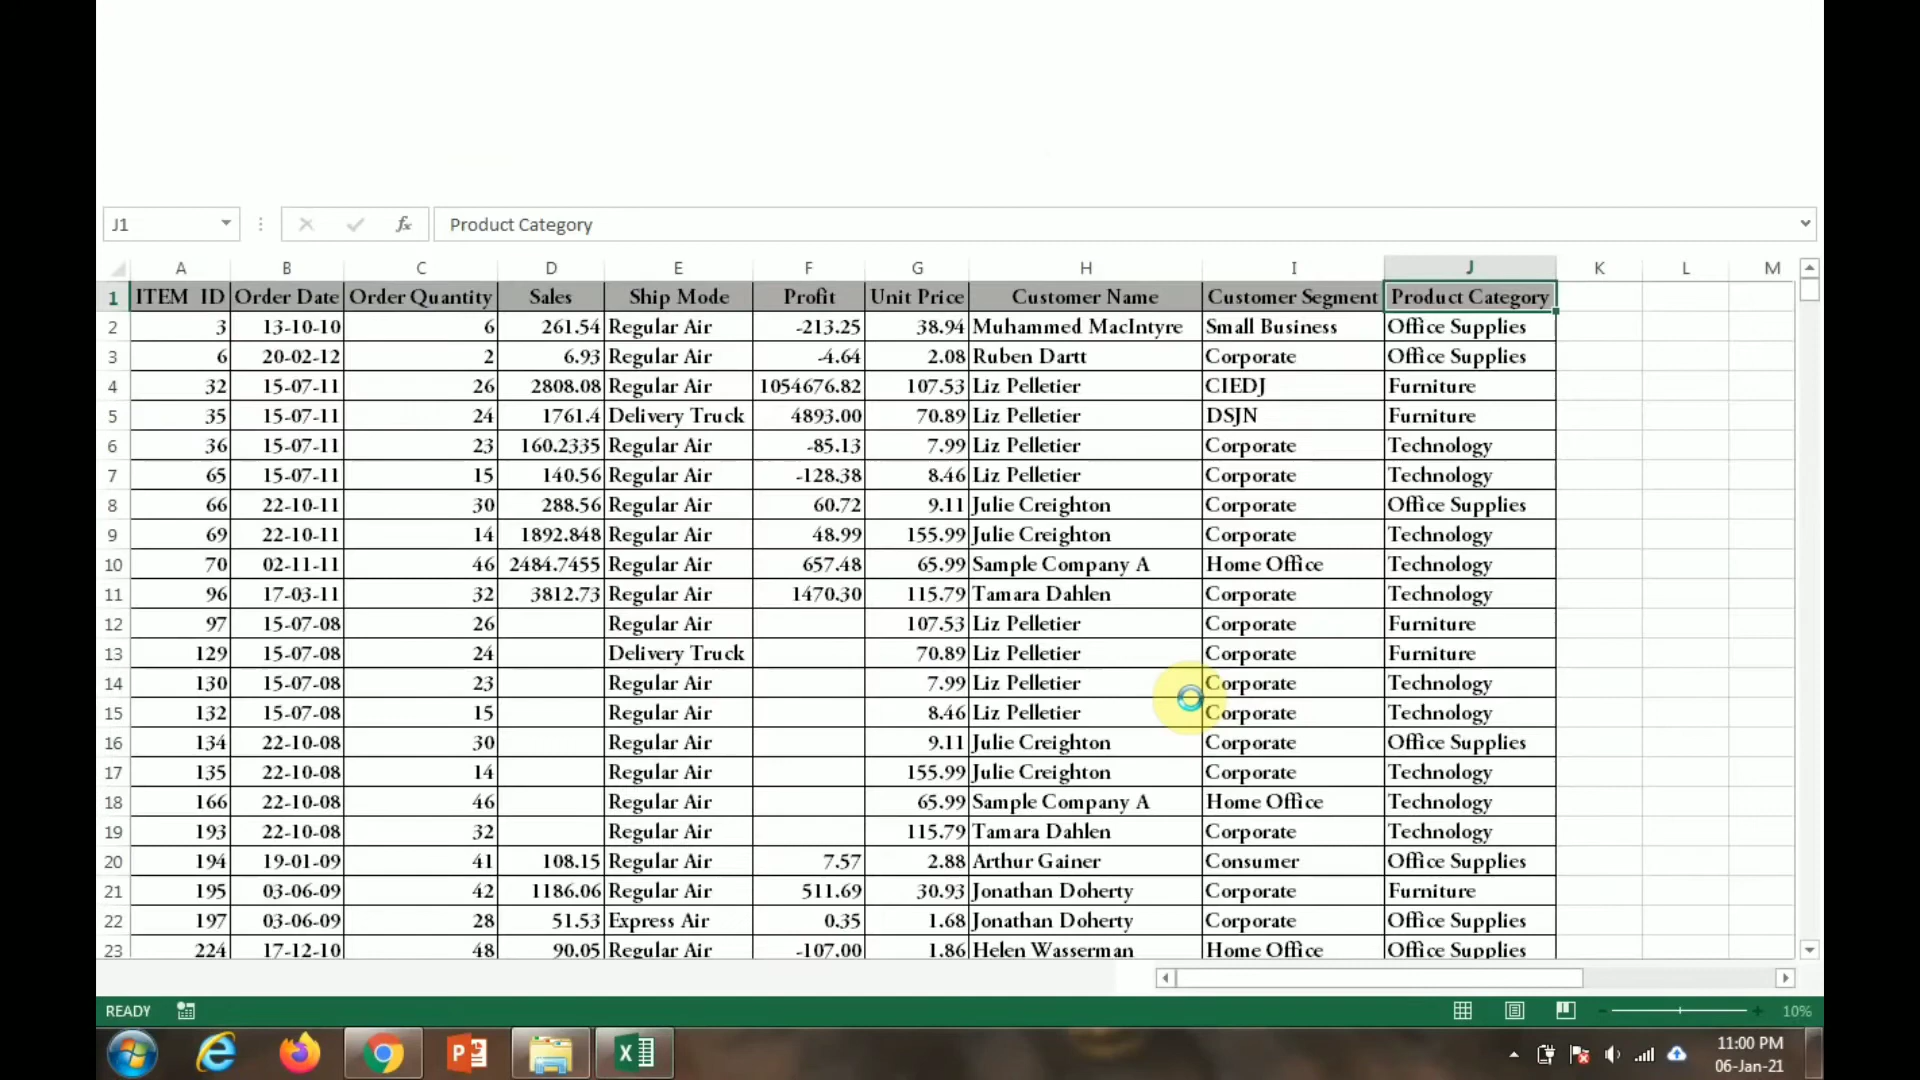 J1 fx Product Category
A B C D E F G H I J K L M
1 ITEM ID Order Date Order Quantity Sales Ship Mode Profit Unit Price Customer Name Customer Segment Product Category
2 3 13-10-10 6 261.54 Regular Air -213.25 38.94 Muhammed MacIntyre Small Business Office Supplies
3 6 20-02-12 2 6.93 Regular Air -4.64 2.08 Ruben Dartt Corporate Office Supplies
4 32 15-07-11 26 2808.08 Regular Air 1054676.82 107.53 Liz Pelletier CIEDJ Furniture
5 35 15-07-11 24 1761.4 Delivery Truck 4893.00 70.89 Liz Pelletier DSJN Furniture
6 36 15-07-11 23 160.2335 Regular Air -85.13 7.99 Liz Pelletier Corporate Technology
7 65 15-07-11 15 140.56 Regular Air -128.38 8.46 Liz Pelletier Corporate Technology
8 66 22-10-11 30 288.56 Regular Air 60.72 9.11 Julie Creighton Corporate Office Supplies
9 69 22-10-11 14 1892.848 Regular Air 48.99 155.99 Julie Creighton Corporate Technology
10 70 02-11-11 46 2484.7455 Regular Air 657.48 65.99 Sample Company A Home Office Technology
11 96 17-03-11 32 3812.73 Regular Air 1470.30 115.79 Tamara Dahlen Corporate Technology
12 97 15-07-08 26 Regular Air 107.53 Liz Pelletier Corporate Furniture
13 129 15-07-08 24 Delivery Truck 70.89 Liz Pelletier Corporate Furniture
14 130 15-07-08 23 Regular Air 7.99 Liz Pelletier Corporate Technology
15 132 15-07-08 15 Regular Air 8.46 Liz Pelletier Corporate Technology
16 134 22-10-08 30 Regular Air 9.11 Julie Creighton Corporate Office Supplies
17 135 22-10-08 14 Regular Air 155.99 Julie Creighton Corporate Technology
18 166 22-10-08 46 Regular Air 65.99 Sample Company A Home Office Technology
19 193 22-10-08 32 Regular Air 115.79 Tamara Dahlen Corporate Technology
20 194 19-01-09 41 108.15 Regular Air 7.57 2.88 Arthur Gainer Consumer Office Supplies
21 195 03-06-09 42 1186.06 Regular Air 511.69 30.93 Jonathan Doherty Corporate Furniture
22 197 03-06-09 28 51.53 Express Air 0.35 1.68 Jonathan Doherty Corporate Office Supplies
23 224 17-12-10 48 90.05 Regular Air -107.00 1.86 Helen Wasserman Home Office Office Supplies
READY 10%
11:00 PM
06-Jan-21